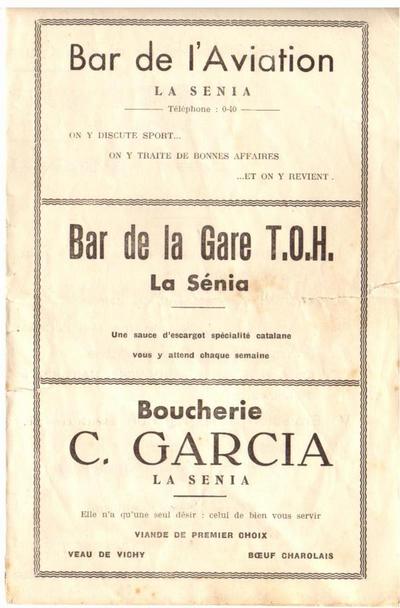 Bar de l'Aviation
LA SENIA
Téléphone : 0-40
ON Y DISCUTE SPORT...
ON Y TRAITE DE BONNES AFFAIRES
...ET ON Y REVIENT .
Bar de la Gare T.O.H.
La Sénia
Une sauce d'escargot spécialité catalane
vous y attend chaque semaine
Boucherie
C. GARCIA
LA SENIA
Elle n'a qu'une seul désir : celui de bien vous servir
VIANDE DE PREMIER CHOIX
VEAU DE VICHY BŒUF CHAROLAIS